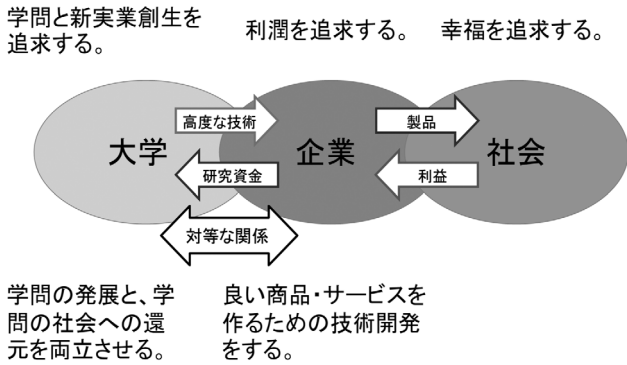 学問と新実業創生を
追求する。
利潤を追求する。
幸福を追求する。
高度な技術
製品
大学
企業
社会
研究資金
利益
対等な関係
学問の発展と、学
問の社会への還
元を両立させる。
良い商品・サービスを
作るための技術開発
をする。